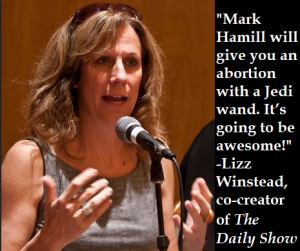 "Mark
Hamill will
give you an
abortion
with a Jedi
wand. It's
going to be
awesome!"
-Lizz
Winstead,
co-creator
of The
Daily Show